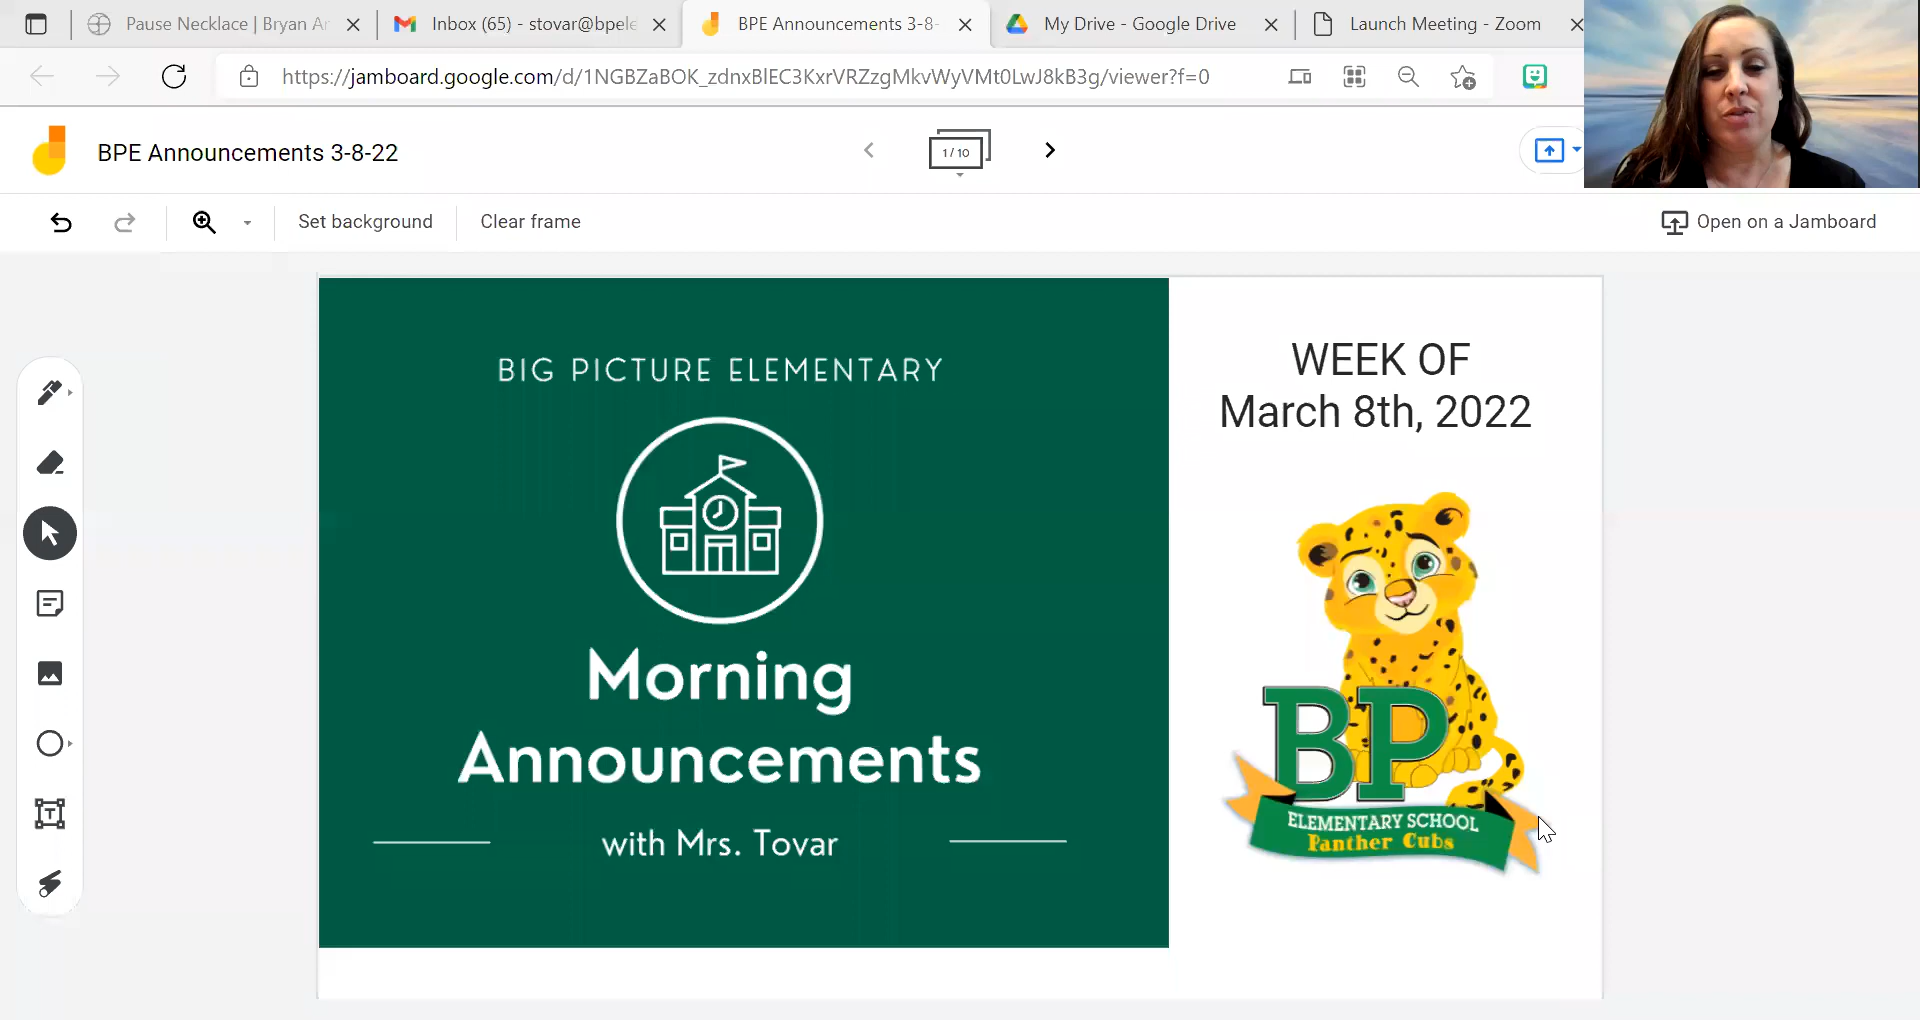 Pause Necklace | Bryan Ar
Inbox (65) - stovar@bpele
BPE Announcements 3-8-
My Drive - Google Drive
Launch Meeting - Zoom
https://jamboard.google.com/d/1NGBZaBOK_zdnxBlEC3KxrVRZzgMkvWyVMt0LwJ8kB3g/viewer?f=0
BPE Announcements 3-8-22
1 / 10
Set background
Clear frame
Open on a Jamboard
BIG PICTURE ELEMENTARY
Morning
Announcements
with Mrs. Tovar
WEEK OF
March 8th, 2022
BP
ELEMENTARY SCHOOL
Panther Cubs